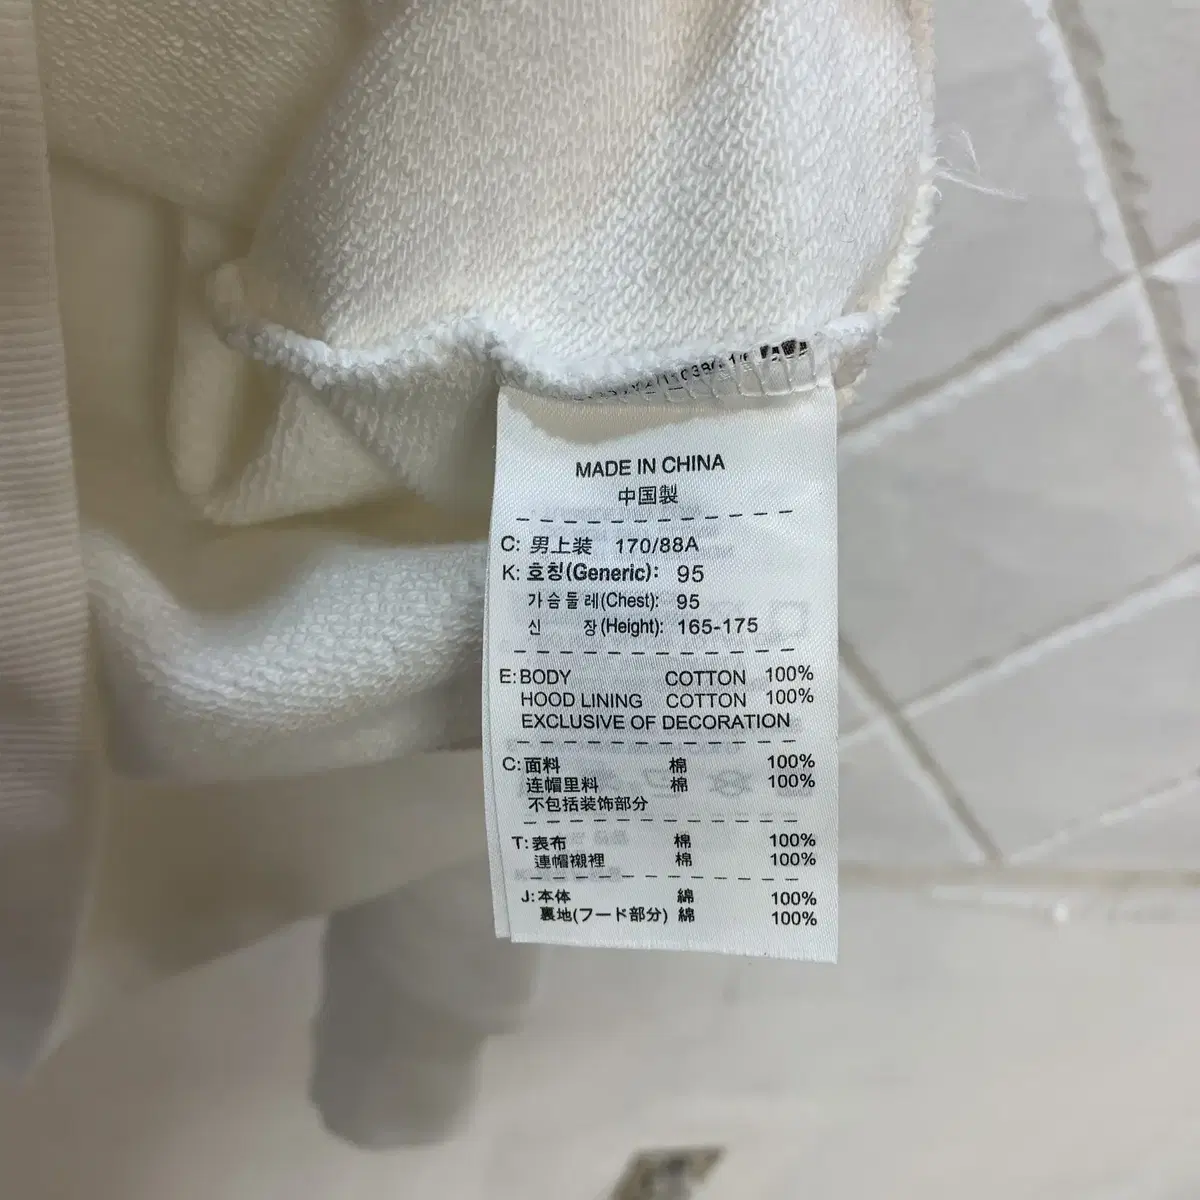 MADE IN CHINA
中国製
C: 男上装 170/88A
K: 호칭(Generic): 95
가슴둘레(Chest): 95
신 장(Height): 165-175
E: BODY COTTON 100%
HOOD LINING COTTON 100%
EXCLUSIVE OF DECORATION
C: 面料 棉 100%
连帽里料 棉 100%
不包括装饰部分
T: 表布 棉 100%
連帽襯裡 棉 100%
J: 本体 綿 100%
裏地(フード部分) 綿 100%